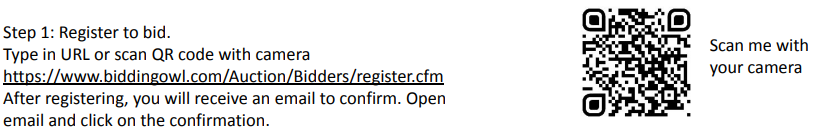 Step 1: Register to bid.
Type in URL or scan QR code with camera
https://www.biddingowl.com/Auction/Bidders/register.cfm
After registering, you will receive an email to confirm. Open
email and click on the confirmation.
Scan me with
your camera